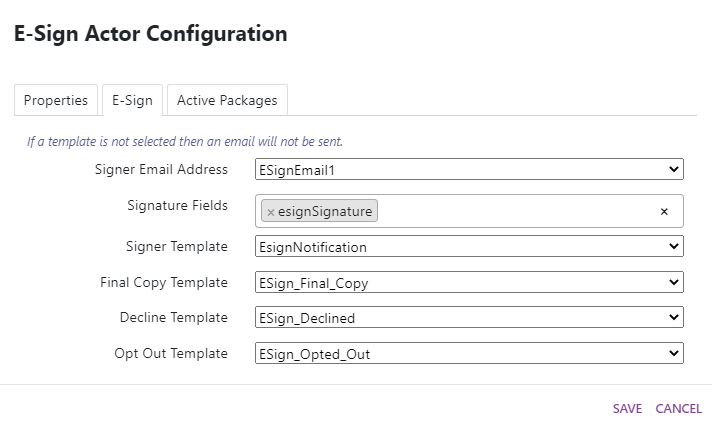 E-Sign Actor Configuration
Properties E-Sign Active Packages
If a template is not selected then an email will not be sent.
Signer Email Address ESignEmail1
Signature Fields × esignSignature ×
Signer Template EsignNotification
Final Copy Template ESign_Final_Copy
Decline Template ESign_Declined
Opt Out Template ESign_Opted_Out
SAVE CANCEL